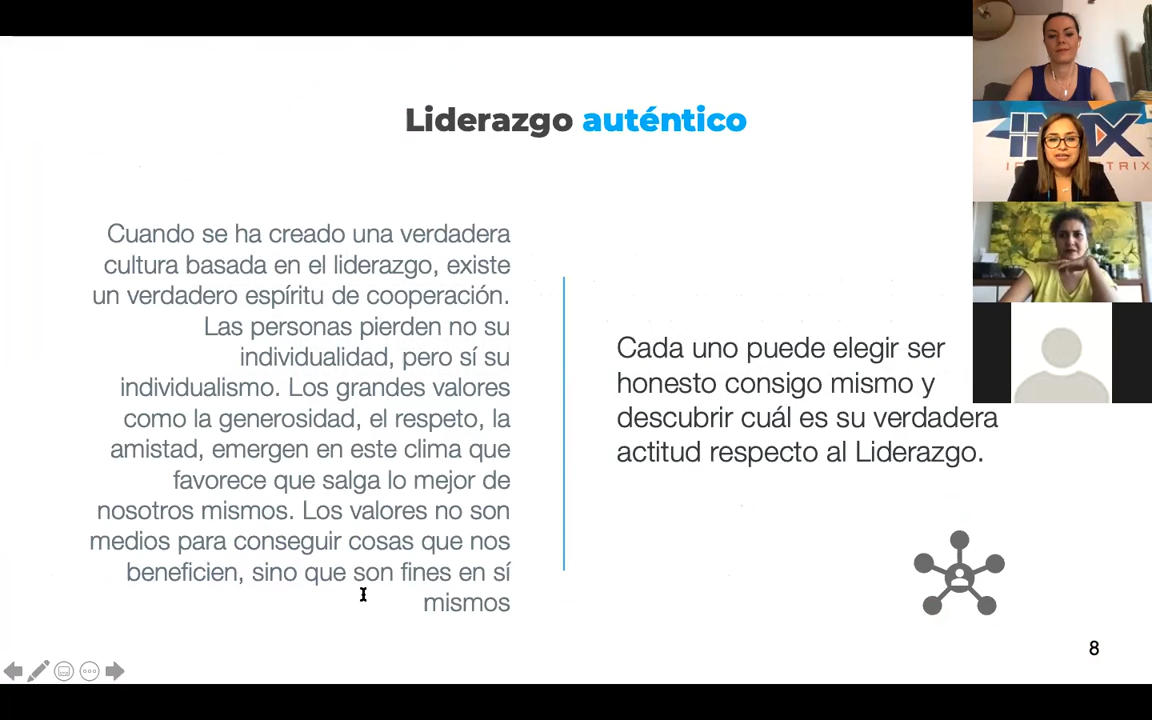 Liderazgo auténtico
Cuando se ha creado una verdadera
cultura basada en el liderazgo, existe
un verdadero espíritu de cooperación.
Las personas pierden no su
individualidad, pero sí su
individualismo. Los grandes valores
como la generosidad, el respeto, la
amistad, emergen en este clima que
favorece que salga lo mejor de
nosotros mismos. Los valores no son
medios para conseguir cosas que nos
beneficien, sino que son fines en sí
mismos
Cada uno puede elegir ser
honesto consigo mismo y
descubrir cuál es su verdadera
actitud respecto al Liderazgo.
8